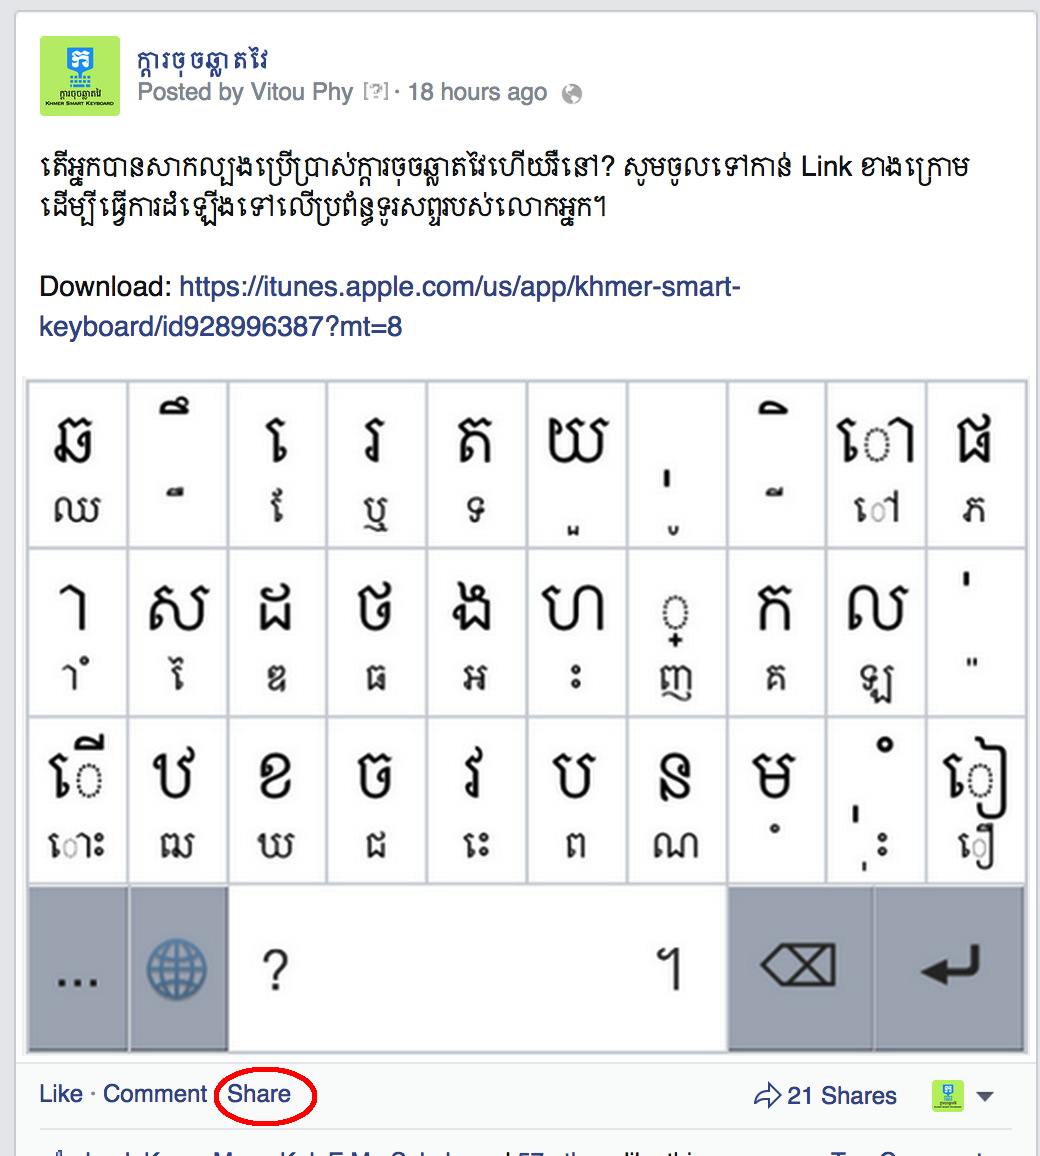 ក្តារចុចឆ្លាតវៃ
ក្តារចុចឆ្លាតវៃ
KHMER SMART KEYBOARD
Posted by Vitou Phy [?] · 18 hours ago
តើអ្នកបានសាកល្បងប្រើប្រាស់ក្តារចុចឆ្លាតវៃហើយរឺនៅ? សូមចូលទៅកាន់ Link ខាងក្រោម
ដើម្បីធ្វើការដំឡើងទៅលើប្រព័ន្ធទូរសព្ទរបស់លោកអ្នក។
Download: https://itunes.apple.com/us/app/khmer-smart-
keyboard/id928996387?mt=8
ឆ ឹ េ រ ត យ ុ ិ ោ ផ
ឈ ឺ ែ ឬ ទ ួ ូ ី ៅ ភ
ា ស ដ ថ ង ហ ្ ក ល ់
ាំ ៃ ឌ ធ អ ះ ញ គ ឡ ៉
ើ ឋ ខ ច វ ប ន ម ុំ ៀ
ោះ ឍ ឃ ជ េះ ព ណ ំ ុះ ឿ
... ? ។
Like · Comment Share 21 Shares